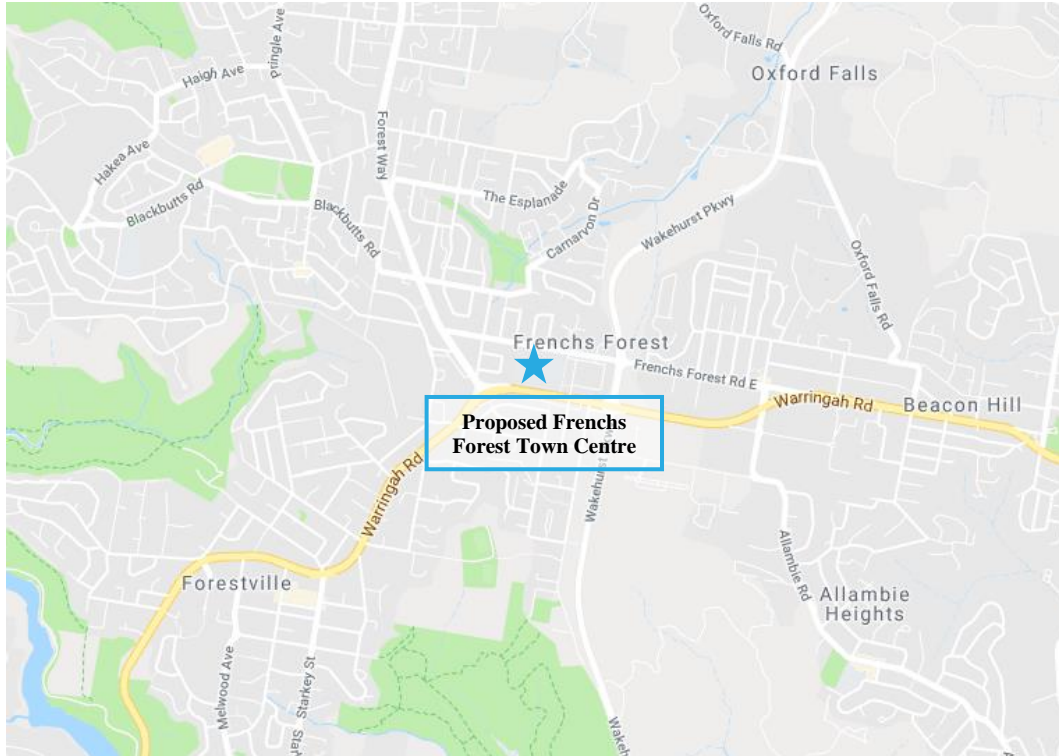 Oxford Falls Rd
Pringle Ave
Haigh Ave
Oxford Falls
Forest Way
Hakea Ave
The Esplanade
Blackbutts Rd
Blackbutts Rd
Carnarvon Dr
Wakehurst Pkwy
Oxford Falls Rd
Frenchs Forest
Frenchs Forest Rd E
Warringah Rd
Beacon Hill
Proposed Frenchs
Forest Town Centre
Warringah Rd
Wakehurst
Allambie Rd
Forestville
Allambie
Heights
Melwood Ave
Starkey St